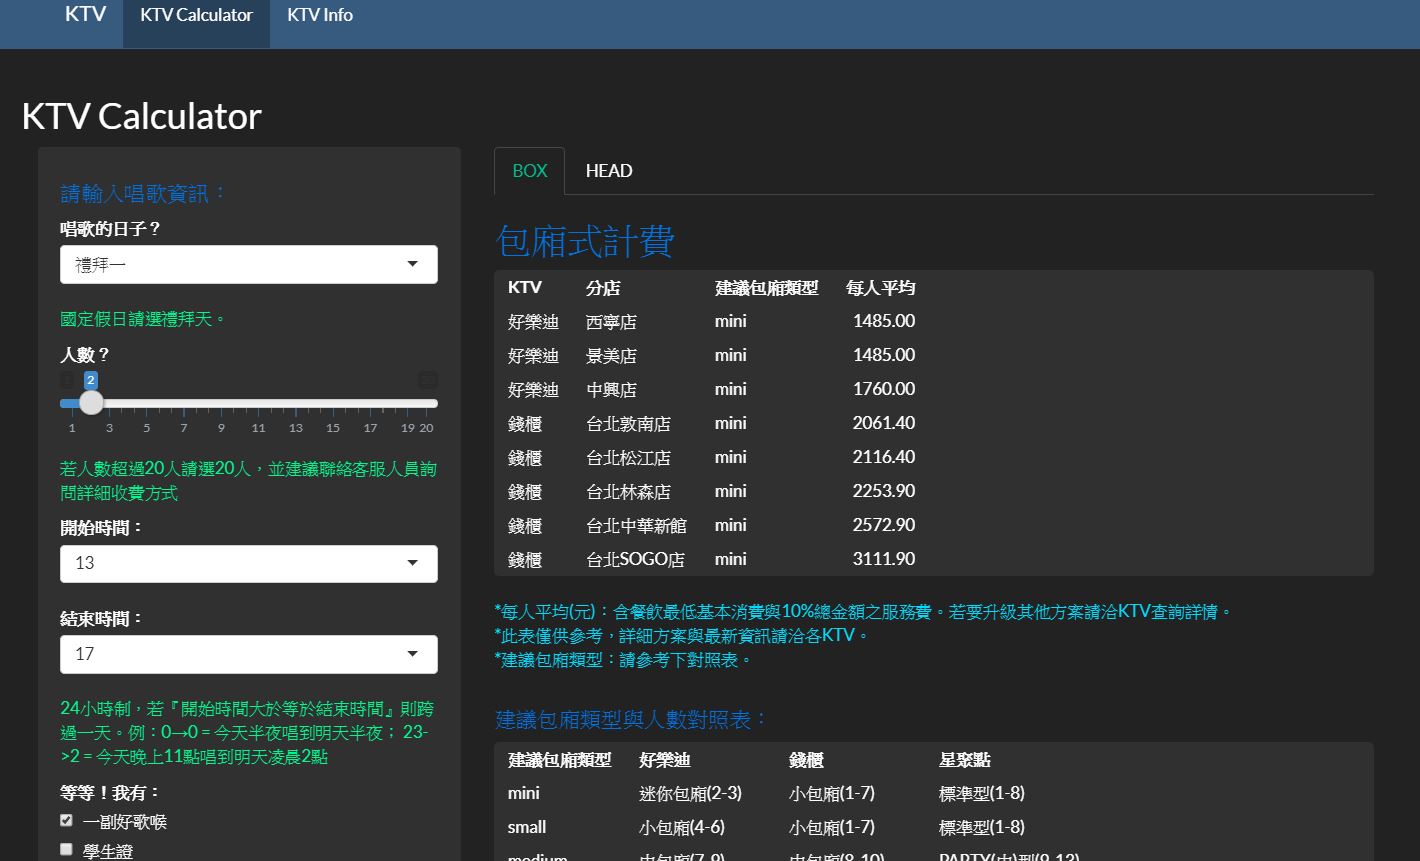 KTV KTV Calculator KTV Info
KTV Calculator
請輸入唱歌資訊：
唱歌的日子？
禮拜一
國定假日請選禮拜天。
人數？
2
1 3 5 7 9 11 13 15 17 19 20
若人數超過20人請選20人，並建議聯絡客服人員詢
問詳細收費方式
開始時間：
13
結束時間：
17
24小時制，若『開始時間大於等於結束時間』則跨
過一天。例：0→0 = 今天半夜唱到明天半夜； 23-
>2 = 今天晚上11點唱到明天凌晨2點
等等！我有：
一副好歌喉
學生證
BOX HEAD
包廂式計費
KTV 分店 建議包廂類型 每人平均
好樂迪 西寧店 mini 1485.00
好樂迪 景美店 mini 1485.00
好樂迪 中興店 mini 1760.00
錢櫃 台北敦南店 mini 2061.40
錢櫃 台北松江店 mini 2116.40
錢櫃 台北林森店 mini 2253.90
錢櫃 台北中華新館 mini 2572.90
錢櫃 台北SOGO店 mini 3111.90
*每人平均(元)：含餐飲最低基本消費與10%總金額之服務費。若要升級其他方案請洽KTV查詢詳情。
*此表僅供參考，詳細方案與最新資訊請洽各KTV。
*建議包廂類型：請參考下對照表。
建議包廂類型與人數對照表：
建議包廂類型 好樂迪 錢櫃 星聚點
mini 迷你包廂(2-3) 小包廂(1-7) 標準型(1-8)
small 小包廂(4-6) 小包廂(1-7) 標準型(1-8)
medium 中包廂(7-9) 中包廂(8-10) PARTY(中)型(9-13)